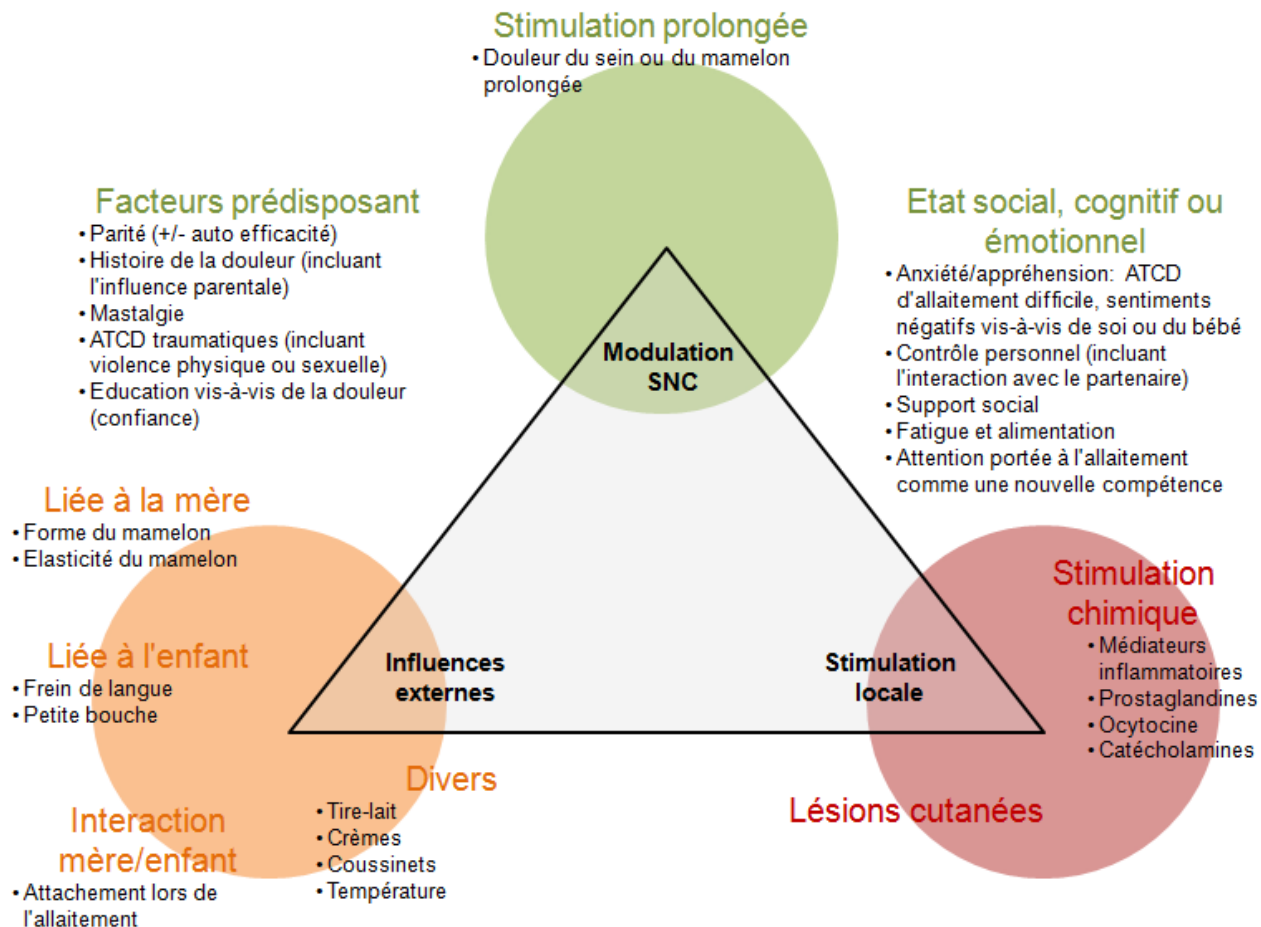 Stimulation prolongée
• Douleur du sein ou du mamelon
prolongée
Facteurs prédisposant
• Parité (+/- auto efficacité)
• Histoire de la douleur (incluant
l'influence parentale)
• Mastalgie
• ATCD traumatiques (incluant
violence physique ou sexuelle)
• Education vis-à-vis de la douleur
(confiance)
Etat social, cognitif ou
émotionnel
• Anxiété/appréhension: ATCD
d'allaitement difficile, sentiments
négatifs vis-à-vis de soi ou du bébé
• Contrôle personnel (incluant
l'interaction avec le partenaire)
• Support social
• Fatigue et alimentation
• Attention portée à l'allaitement
comme une nouvelle compétence
Modulation
SNC
Liée à la mère
• Forme du mamelon
• Elasticité du mamelon
Liée à l'enfant
• Frein de langue
• Petite bouche
Influences
externes
Stimulation
locale
Stimulation
chimique
• Médiateurs
inflammatoires
• Prostaglandines
• Ocytocine
• Catécholamines
Divers
• Tire-lait
• Crèmes
• Coussinets
• Température
Interaction
mère/enfant
• Attachement lors de
l'allaitement
Lésions cutanées